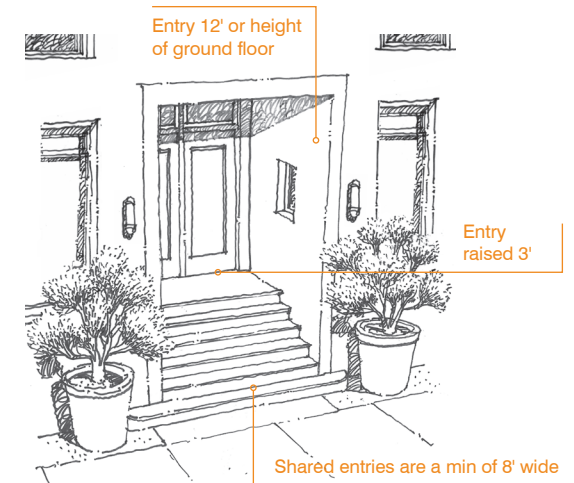 Entry 12' or height
of ground floor
Entry
raised 3'
Shared entries are a min of 8' wide